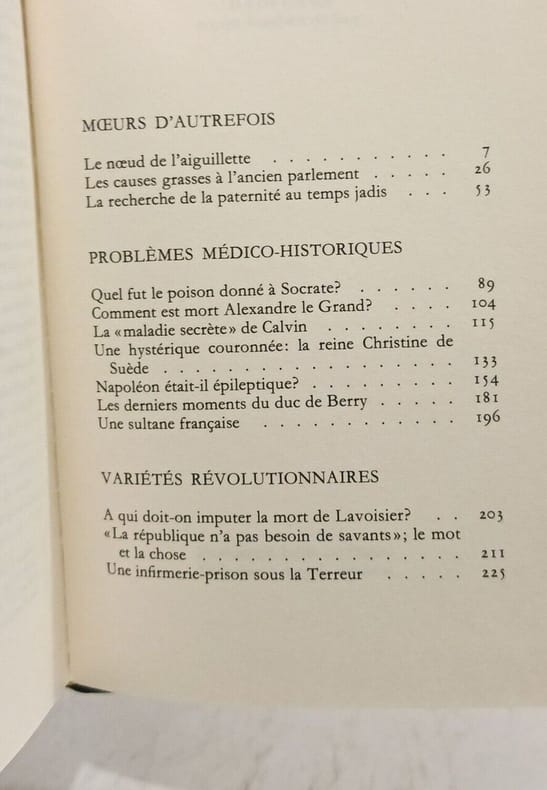 MŒURS D'AUTREFOIS
Le nœud de l'aiguillette . . . . . . . . . . . 7
Les causes grasses à l'ancien parlement . . . . . 26
La recherche de la paternité au temps jadis . . . 53
PROBLÈMES MÉDICO-HISTORIQUES
Quel fut le poison donné à Socrate? . . . . . . 89
Comment est mort Alexandre le Grand? . . . . 104
La «maladie secrète» de Calvin . . . . . . . . 115
Une hystérique couronnée: la reine Christine de
Suède . . . . . . . . . . . . . . . . . 133
Napoléon était-il épileptique? . . . . . . . . . 154
Les derniers moments du duc de Berry . . . . . 181
Une sultane française . . . . . . . . . . . . 196
VARIÉTÉS RÉVOLUTIONNAIRES
A qui doit-on imputer la mort de Lavoisier? . . 203
«La république n'a pas besoin de savants»; le mot
et la chose . . . . . . . . . . . . . . . 211
Une infirmerie-prison sous la Terreur . . . . . 225